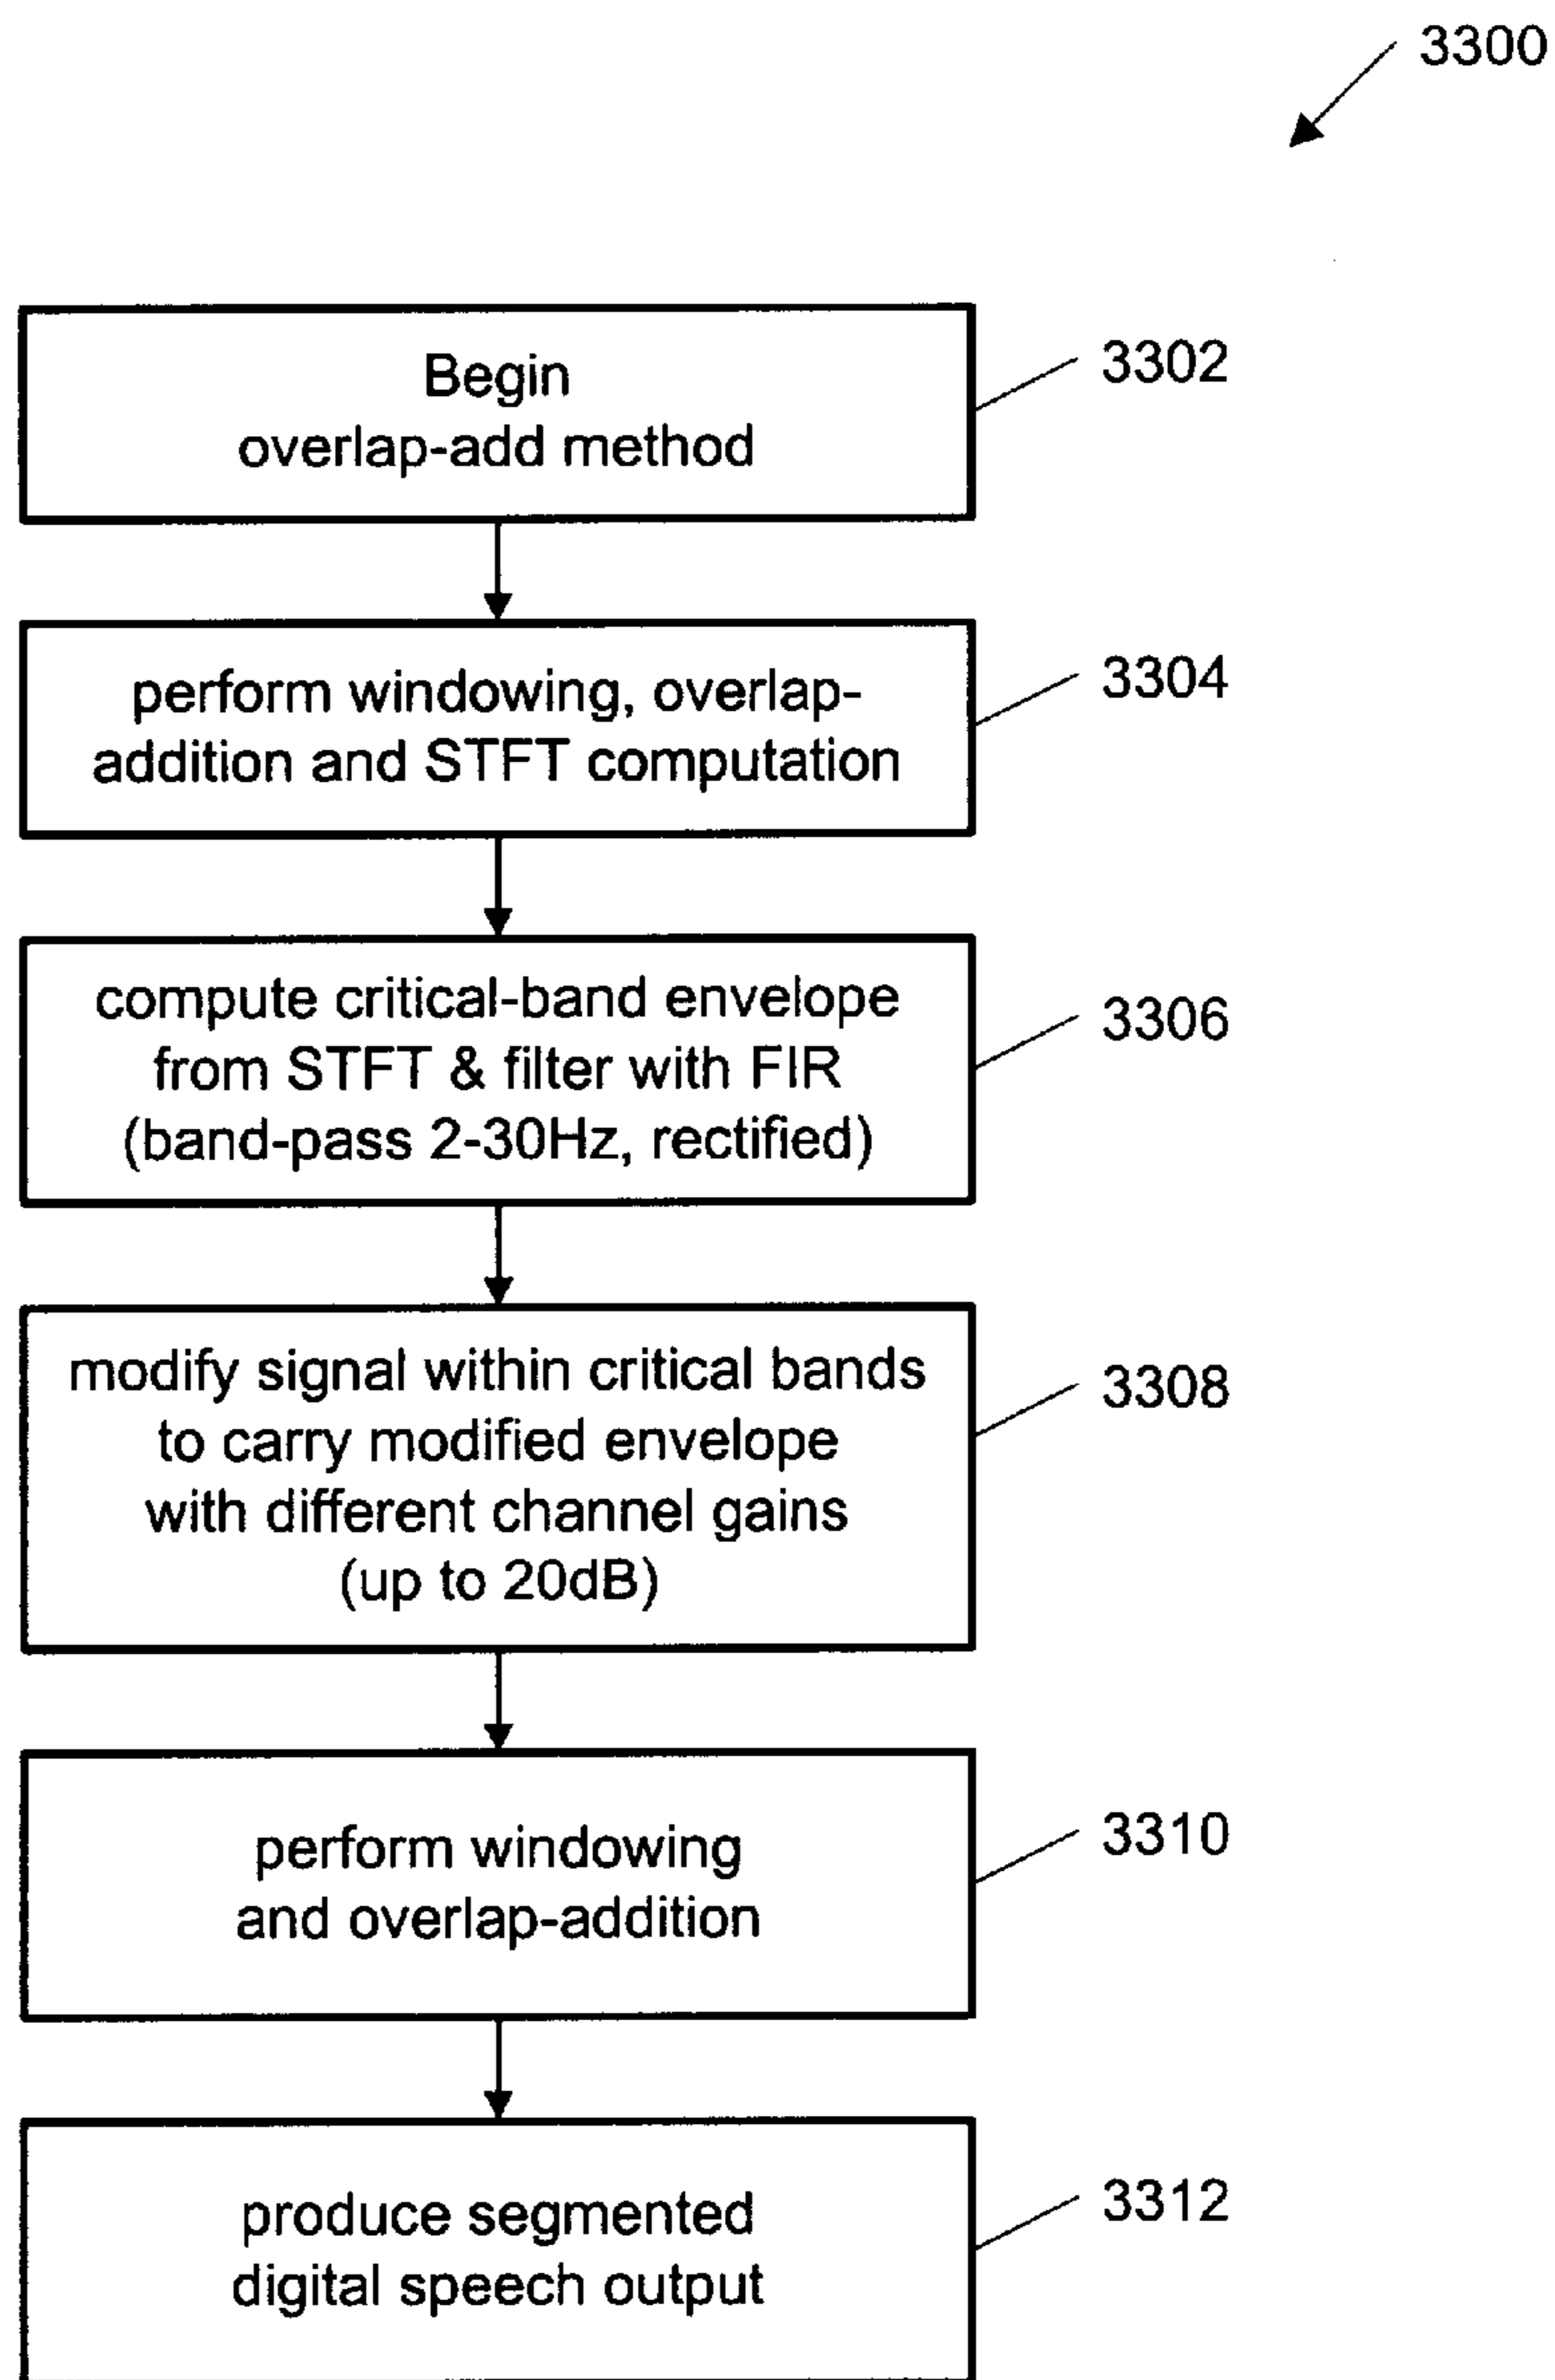 3300
Begin
overlap-add method
3302
perform windowing, overlap-
addition and STFT computation
3304
compute critical-band envelope
from STFT & filter with FIR
(band-pass 2-30Hz, rectified)
3306
modify signal within critical bands
to carry modified envelope
with different channel gains
(up to 20dB)
3308
perform windowing
and overlap-addition
3310
produce segmented
digital speech output
3312